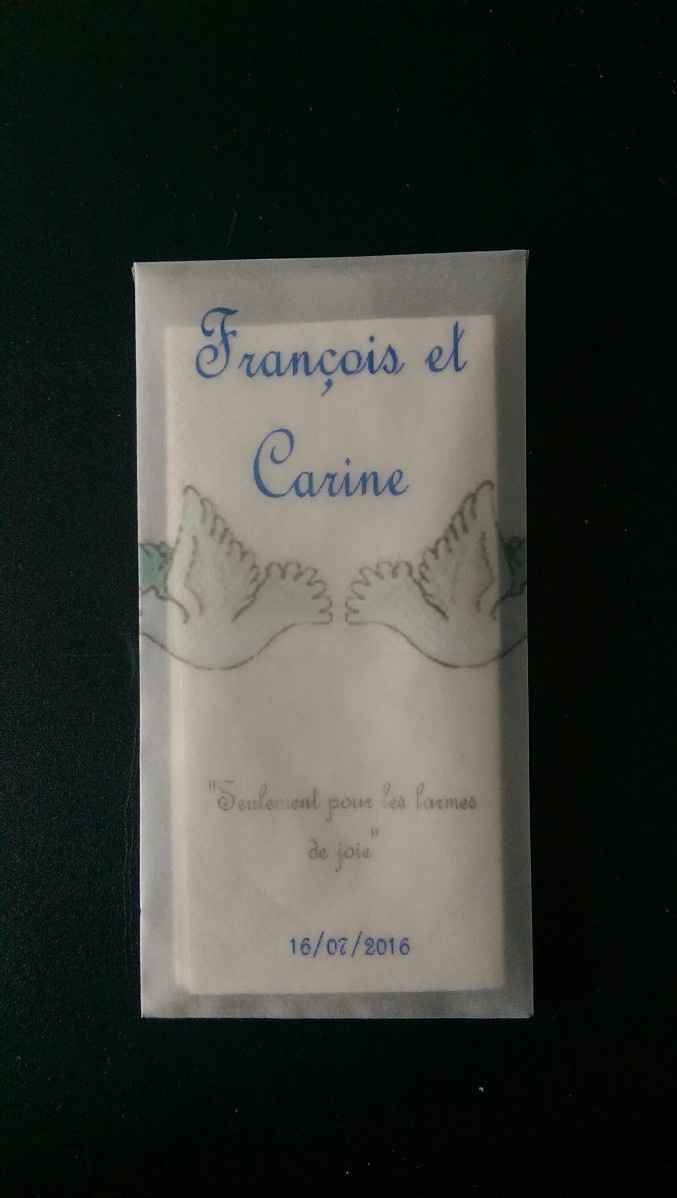 François et
Carine
"Seulement pour les larmes
de joie"
16/07/2016